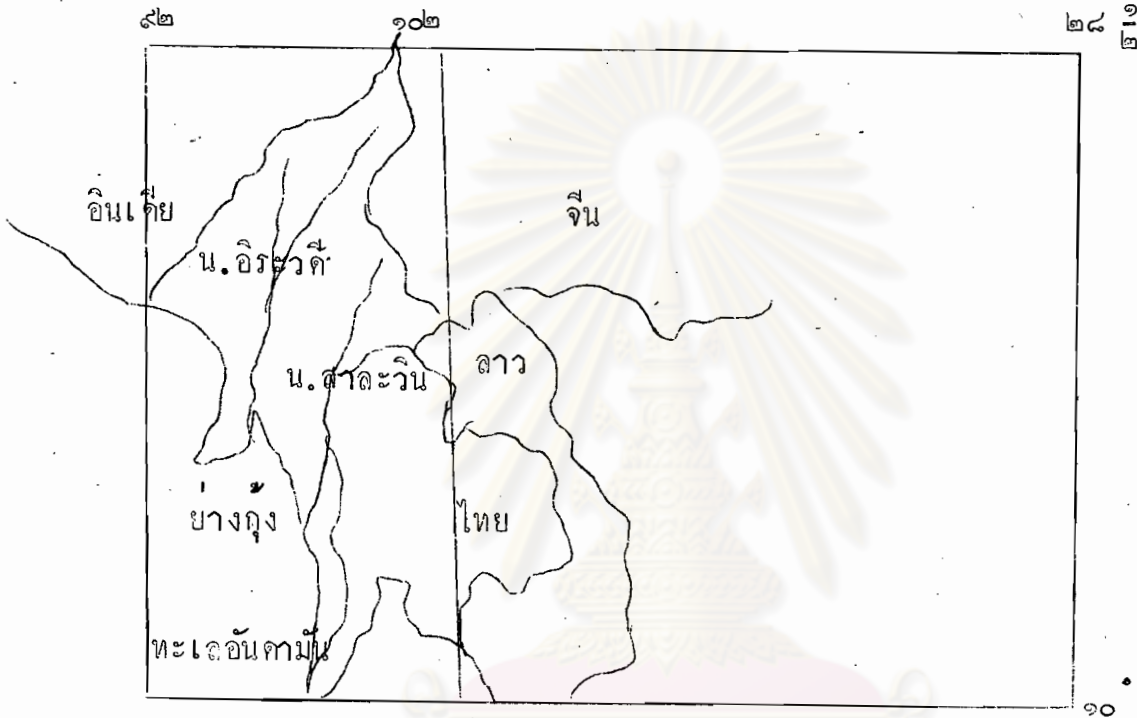 ๙๒ ๑๐๒ ๒๘ ๑/๒
อินเดีย
จีน
น.อิระวดี
น.สาละวิน
ลาว
ย่างกุ้ง
ไทย
ทะเลอันดามัน
๑๐